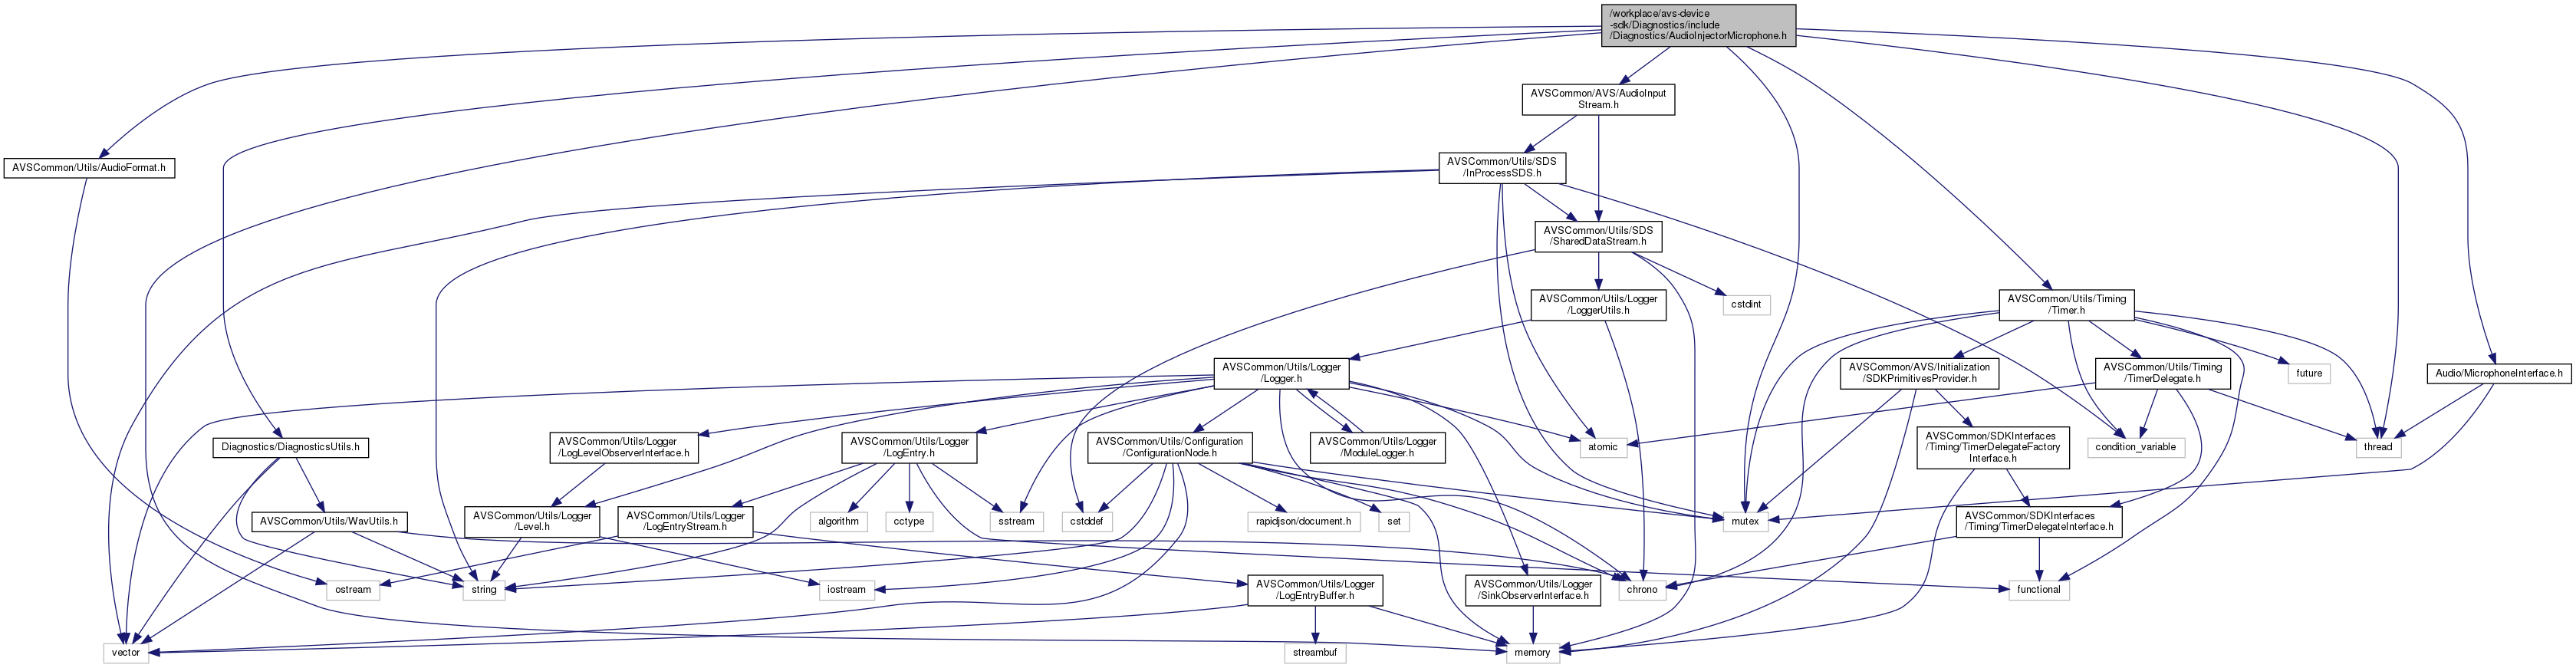 /workplace/avs-device
-sdk/Diagnostics/include
/Diagnostics/AudioInjectorMicrophone.h
AVSCommon/AVS/AudioInput
Stream.h
AVSCommon/Utils/AudioFormat.h
AVSCommon/Utils/SDS
/InProcessSDS.h
AVSCommon/Utils/SDS
/SharedDataStream.h
AVSCommon/Utils/Logger
/LoggerUtils.h
cstdint
AVSCommon/Utils/Timing
/Timer.h
AVSCommon/Utils/Logger
/Logger.h
AVSCommon/AVS/Initialization
/SDKPrimitivesProvider.h
AVSCommon/Utils/Timing
/TimerDelegate.h
future
Audio/MicrophoneInterface.h
Diagnostics/DiagnosticsUtils.h
AVSCommon/Utils/Logger
/LogLevelObserverInterface.h
AVSCommon/Utils/Logger
/LogEntry.h
AVSCommon/Utils/Configuration
/ConfigurationNode.h
AVSCommon/Utils/Logger
/ModuleLogger.h
atomic
AVSCommon/SDKInterfaces
/Timing/TimerDelegateFactory
Interface.h
condition_variable
thread
AVSCommon/Utils/WavUtils.h
AVSCommon/Utils/Logger
/Level.h
AVSCommon/Utils/Logger
/LogEntryStream.h
algorithm
cctype
sstream
cstddef
rapidjson/document.h
set
mutex
AVSCommon/SDKInterfaces
/Timing/TimerDelegateInterface.h
ostream
string
iostream
AVSCommon/Utils/Logger
/LogEntryBuffer.h
AVSCommon/Utils/Logger
/SinkObserverInterface.h
chrono
functional
vector
streambuf
memory